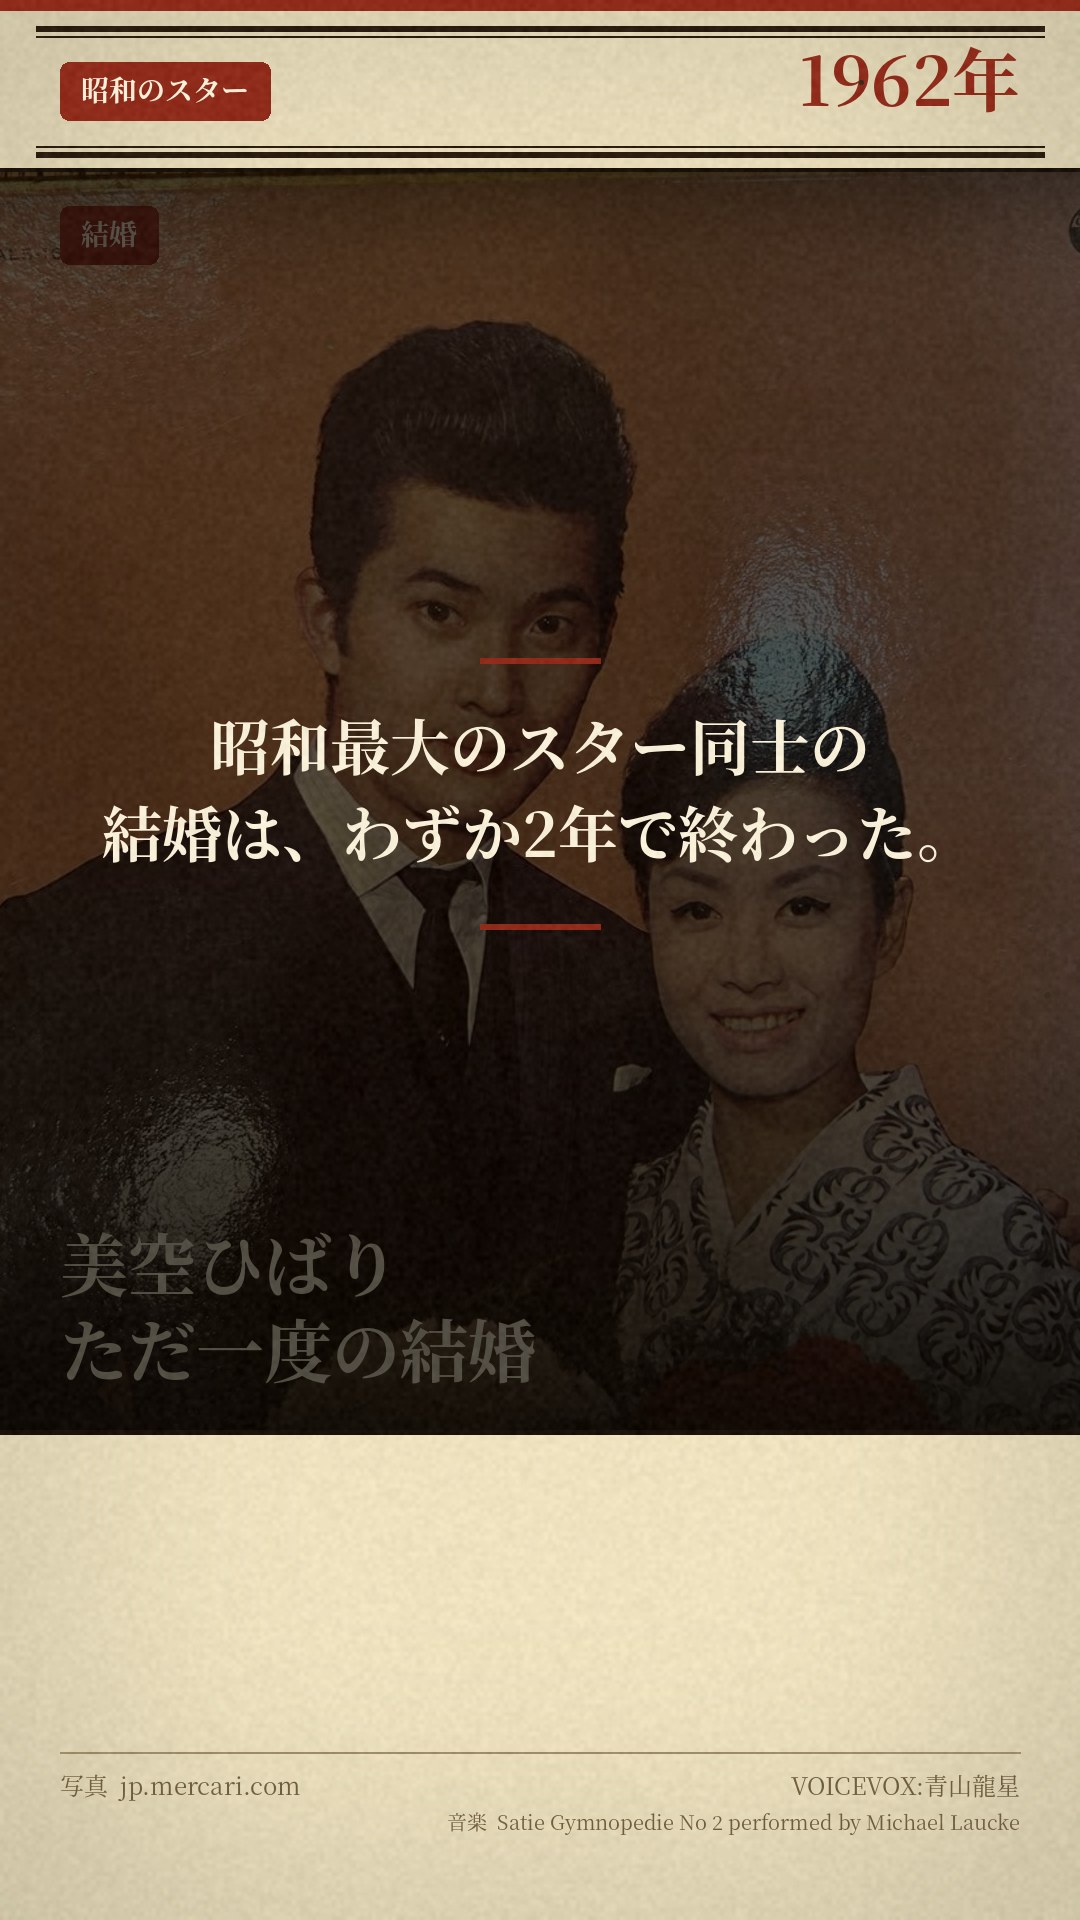 昭和のスター
1962年
結婚
昭和最大のスター同士の
結婚は、わずか2年で終わった。
美空ひばり
ただ一度の結婚
写真 jp.mercari.com
VOICEVOX:青山龍星
音楽 Satie Gymnopedie No 2 performed by Michael Laucke